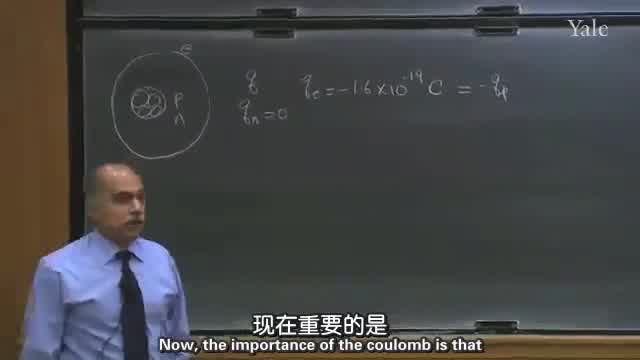 Yale
e
P
n
q
q_n = 0
q_e = -1.6 × 10^-19 C = -q_p
现在重要的是
Now, the importance of the coulomb is that